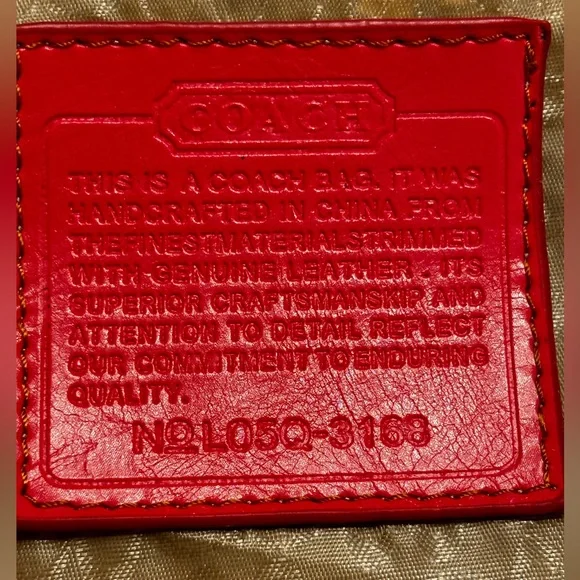 COACH
THIS IS A COACH BAG. IT WAS
HANDCRAFTED IN CHINA FROM
THE FINEST MATERIALS TRIMMED
WITH GENUINE LEATHER . ITS
SUPERIOR CRAFTSMANSKIP AND
ATTENTION TO DETAIL REFLECT
OUR COMMITMENT TO ENDURING
QUALITY.
NO L05Q-3168